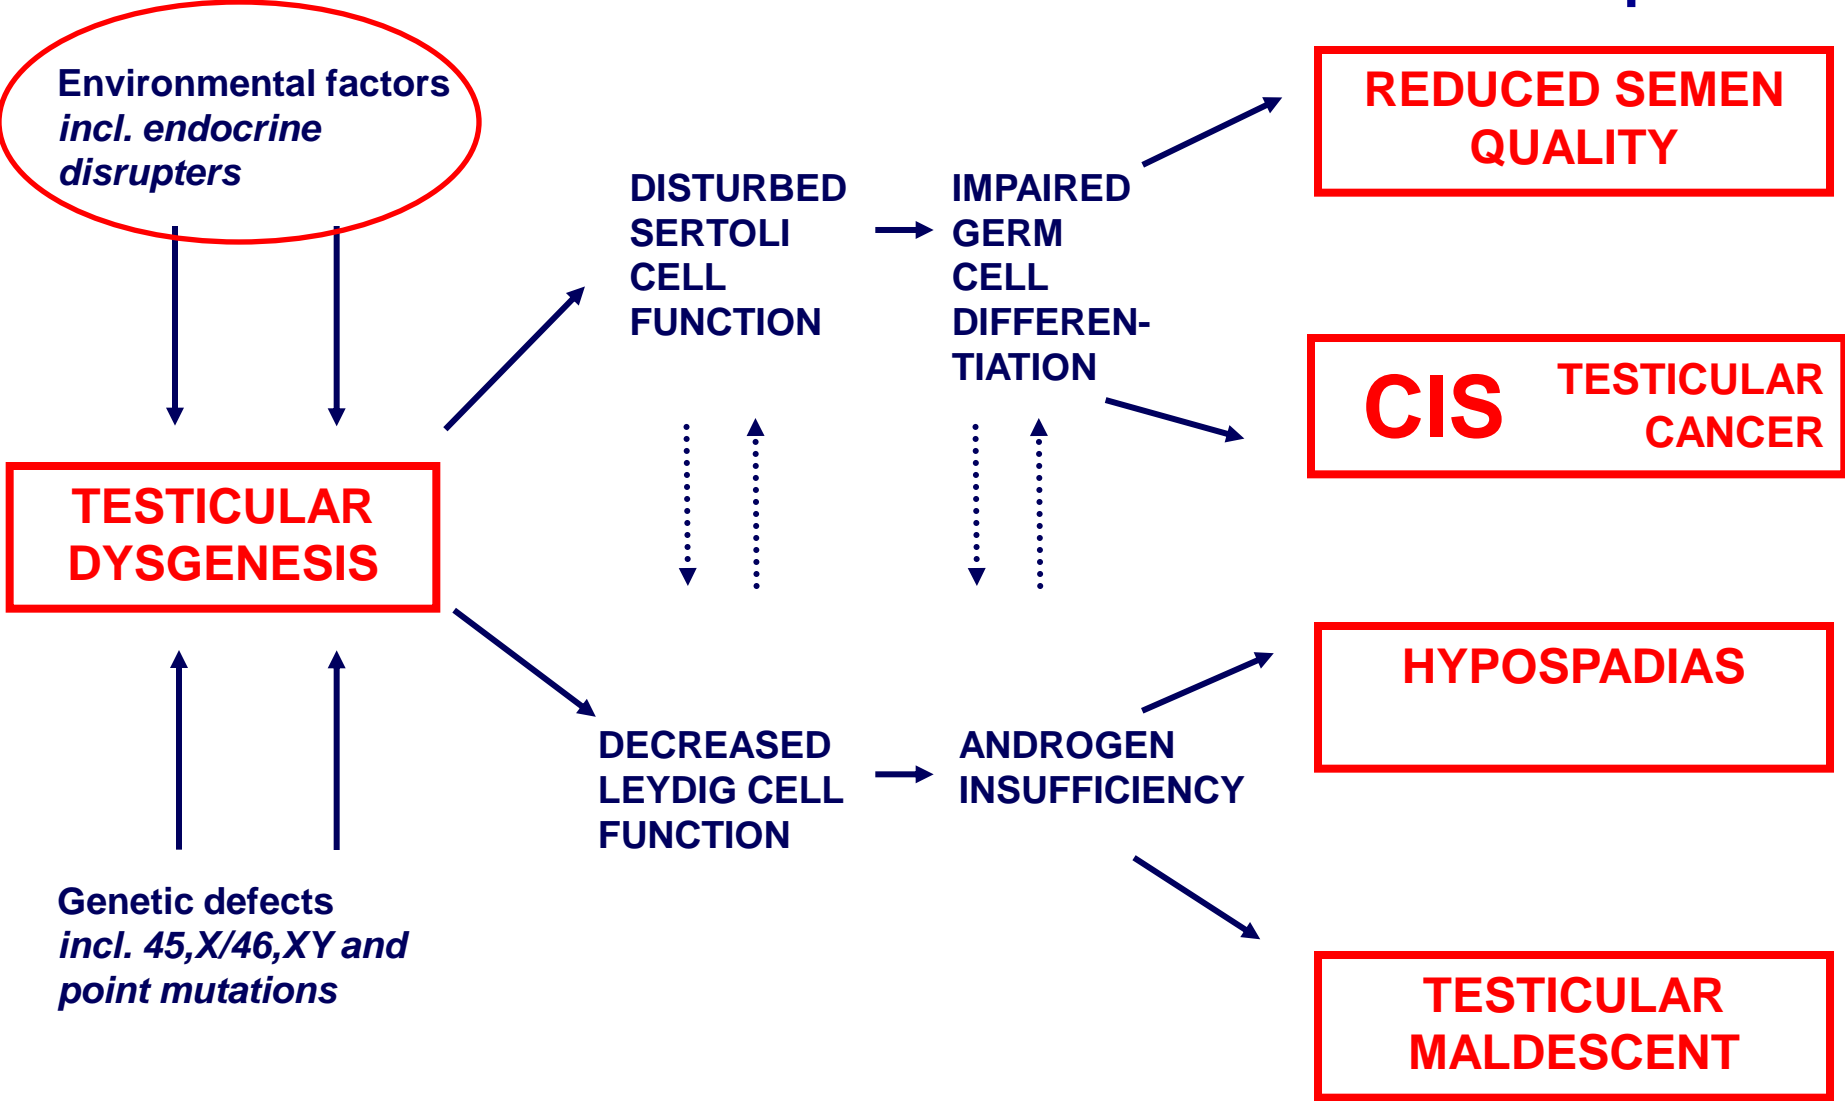 Environmental factors
incl. endocrine
disrupters
TESTICULAR
DYSGENESIS
Genetic defects
incl. 45,X/46,XY and
point mutations
DISTURBED
SERTOLI
CELL
FUNCTION
IMPAIRED
GERM
CELL
DIFFEREN-
TIATION
DECREASED
LEYDIG CELL
FUNCTION
ANDROGEN
INSUFFICIENCY
REDUCED SEMEN
QUALITY
CIS
TESTICULAR
CANCER
HYPOSPADIAS
TESTICULAR
MALDESCENT